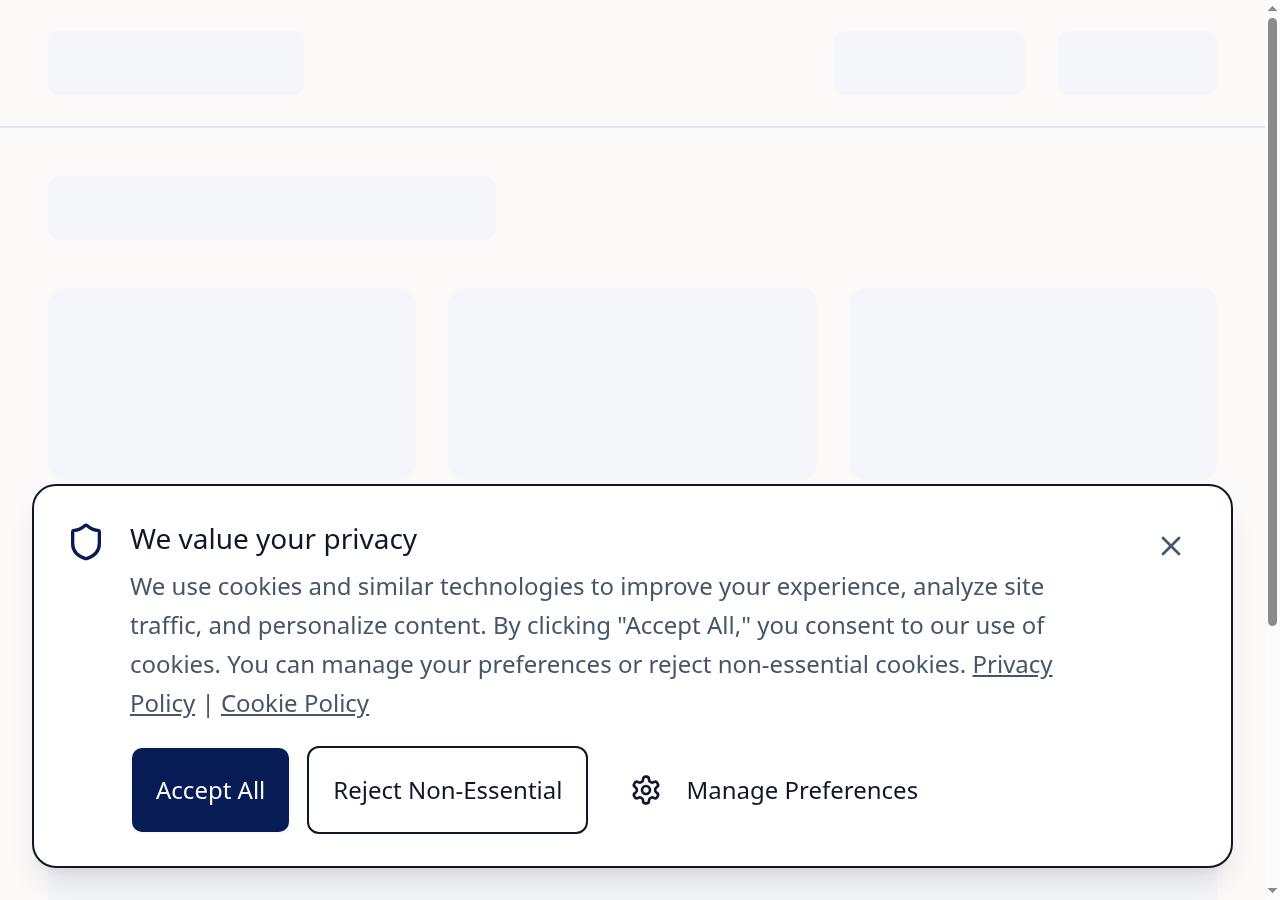 We value your privacy
We use cookies and similar technologies to improve your experience, analyze site
traffic, and personalize content. By clicking "Accept All," you consent to our use of
cookies. You can manage your preferences or reject non-essential cookies. Privacy
Policy | Cookie Policy
Accept All
Reject Non-Essential
Manage Preferences